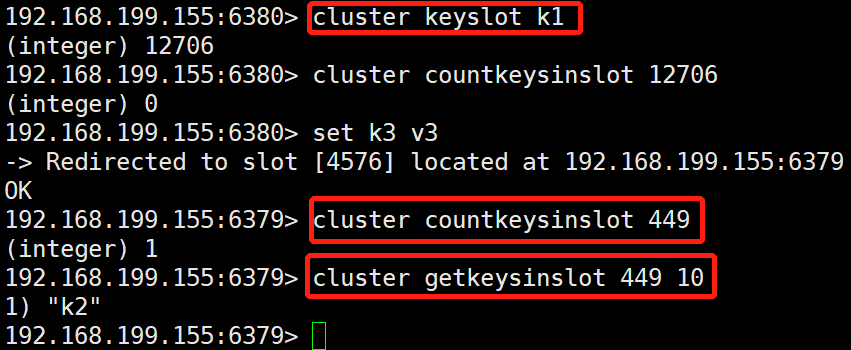 192.168.199.155:6380> cluster keyslot k1
(integer) 12706
192.168.199.155:6380> cluster countkeysinslot 12706
(integer) 0
192.168.199.155:6380> set k3 v3
-> Redirected to slot [4576] located at 192.168.199.155:6379
OK
192.168.199.155:6379> cluster countkeysinslot 449
(integer) 1
192.168.199.155:6379> cluster getkeysinslot 449 10
1) "k2"
192.168.199.155:6379>